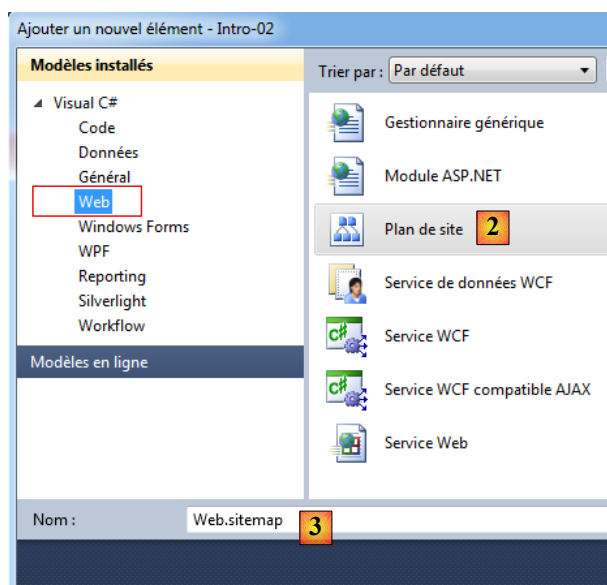 Ajouter un nouvel élément - Intro-02
Modèles installés
Trier par : Par défaut
Visual C#
Code
Données
Général
Web
Windows Forms
WPF
Reporting
Silverlight
Workflow
Modèles en ligne
Gestionnaire générique
Module ASP.NET
Plan de site 2
Service de données WCF
C# Service WCF
C# Service WCF compatible AJAX
Service Web
Nom : Web.sitemap 3